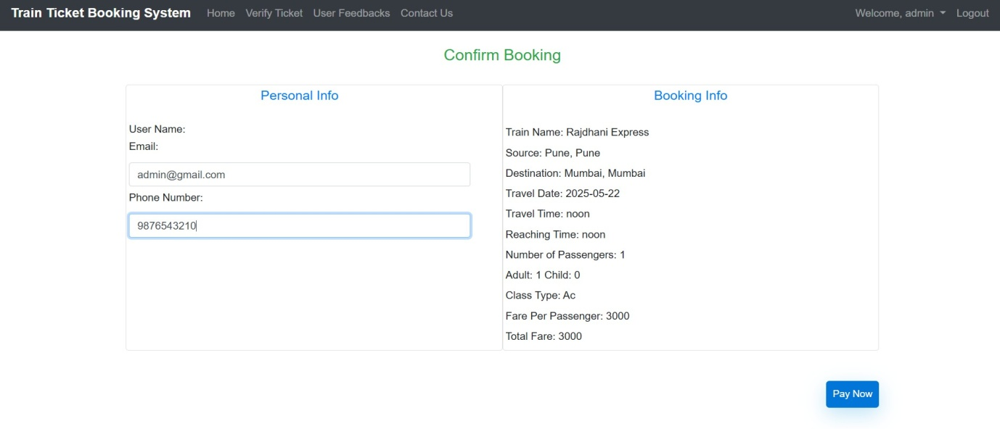 Train Ticket Booking System Home Verify Ticket User Feedbacks Contact Us Welcome, admin Logout
Confirm Booking
Personal Info
User Name:
Email:
admin@gmail.com
Phone Number:
9876543210
Booking Info
Train Name: Rajdhani Express
Source: Pune, Pune
Destination: Mumbai, Mumbai
Travel Date: 2025-05-22
Travel Time: noon
Reaching Time: noon
Number of Passengers: 1
Adult: 1 Child: 0
Class Type: Ac
Fare Per Passenger: 3000
Total Fare: 3000
Pay Now